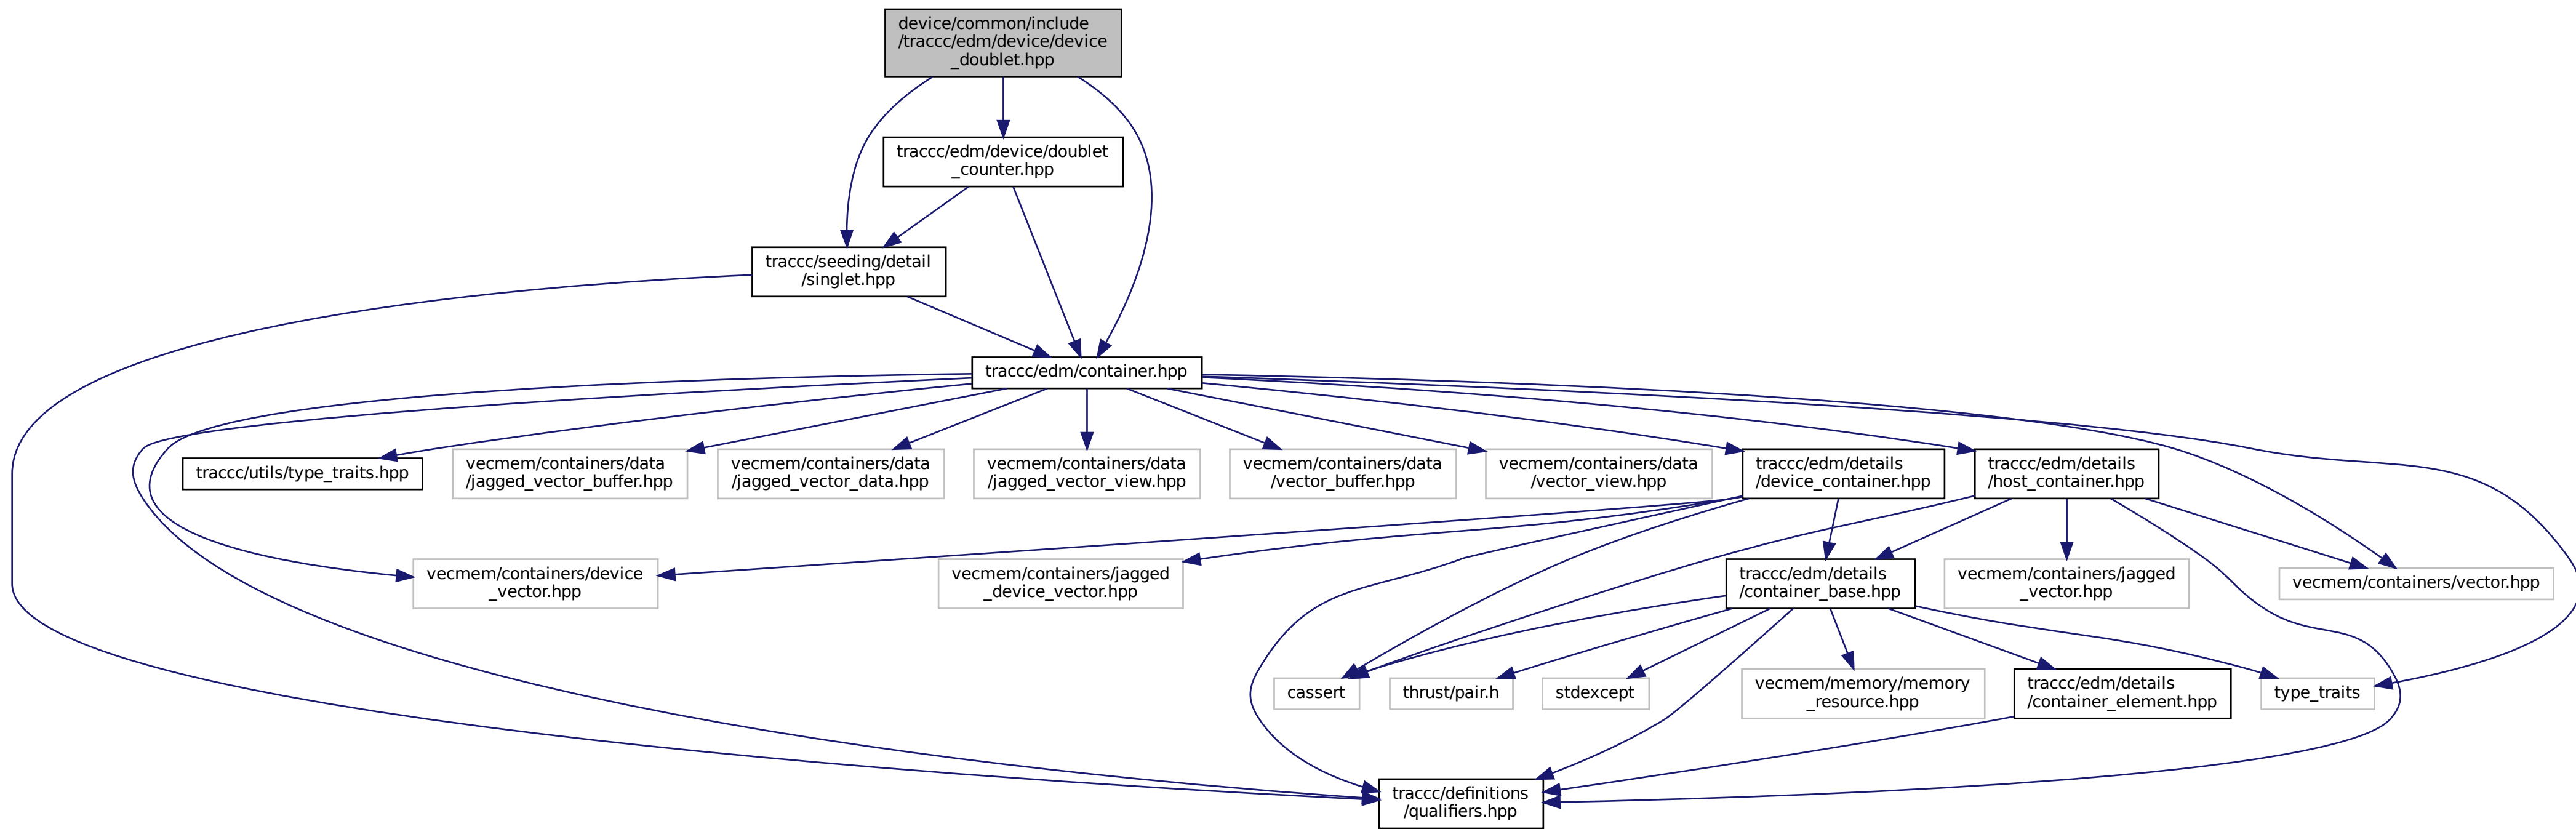 device/common/include
/traccc/edm/device/device
_doublet.hpp
traccc/edm/device/doublet
_counter.hpp
traccc/seeding/detail
/singlet.hpp
traccc/edm/container.hpp
traccc/utils/type_traits.hpp
vecmem/containers/data
/jagged_vector_buffer.hpp
vecmem/containers/data
/jagged_vector_data.hpp
vecmem/containers/data
/jagged_vector_view.hpp
vecmem/containers/data
/vector_buffer.hpp
vecmem/containers/data
/vector_view.hpp
traccc/edm/details
/device_container.hpp
traccc/edm/details
/host_container.hpp
vecmem/containers/device
_vector.hpp
vecmem/containers/jagged
_device_vector.hpp
traccc/edm/details
/container_base.hpp
vecmem/containers/jagged
_vector.hpp
vecmem/containers/vector.hpp
cassert
thrust/pair.h
stdexcept
vecmem/memory/memory
_resource.hpp
traccc/edm/details
/container_element.hpp
type_traits
traccc/definitions
/qualifiers.hpp